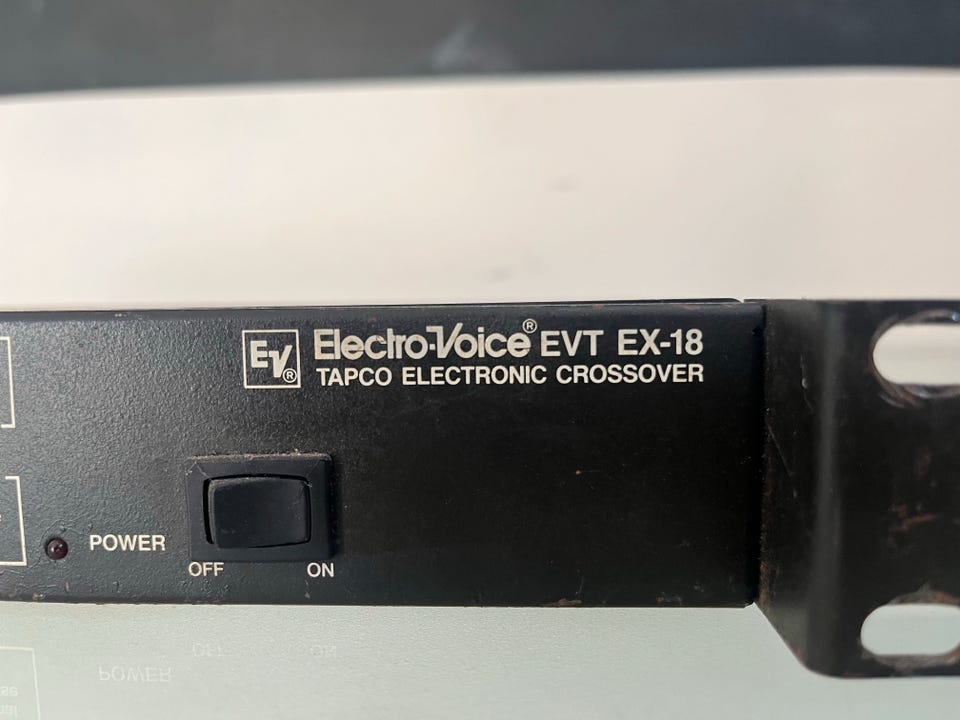 EV® Electro-Voice® EVT EX-18
TAPCO ELECTRONIC CROSSOVER
POWER
OFF ON